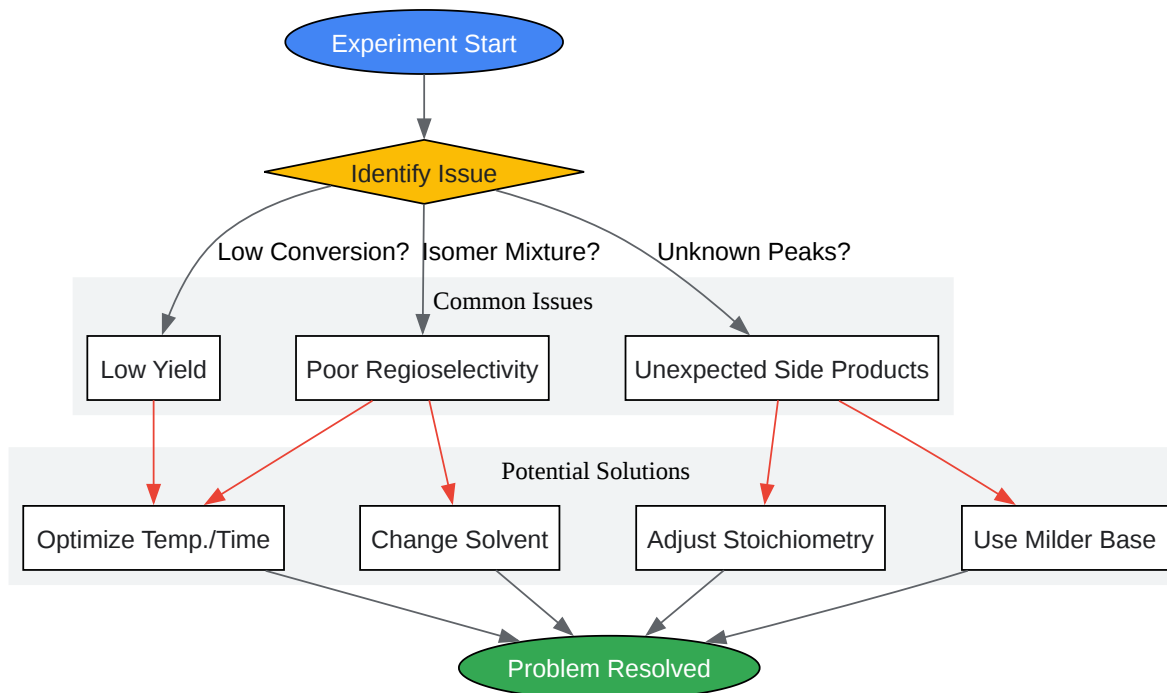 Experiment Start
Identify Issue
Low Conversion?
Isomer Mixture?
Unknown Peaks?
Common Issues
Low Yield
Poor Regioselectivity
Unexpected Side Products
Potential Solutions
Optimize Temp./Time
Change Solvent
Adjust Stoichiometry
Use Milder Base
Problem Resolved